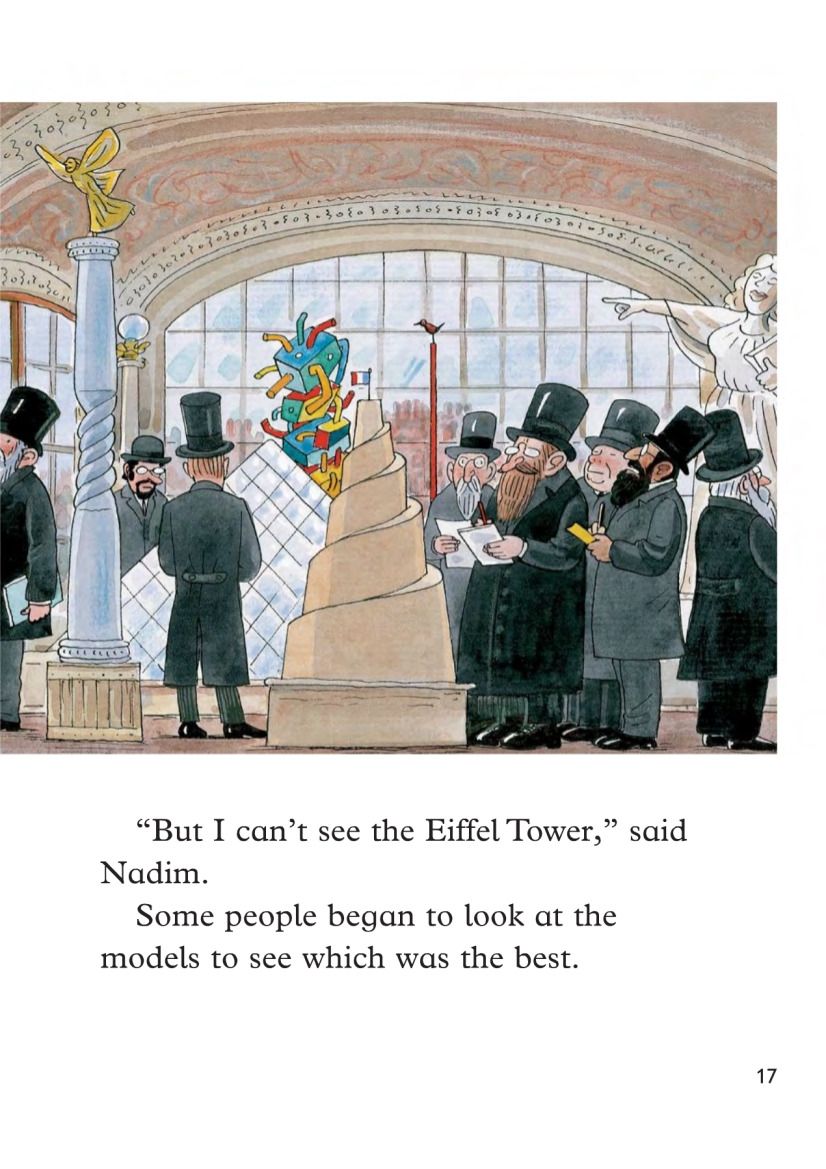 “But I can’t see the Eiffel Tower,” said
Nadim.
Some people began to look at the
models to see which was the best.
17